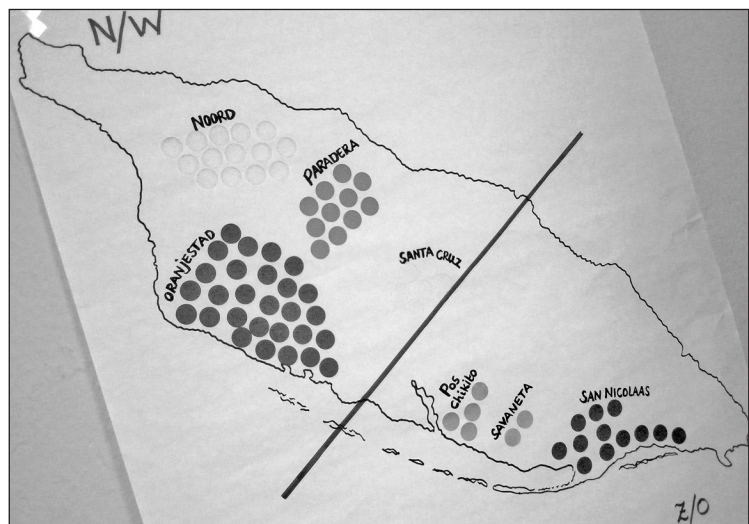 N/W
NOORD
PARADERA
ORANJESTAD
SANTA CRUZ
Pos
Chikito
SAVANETA
SAN NICOLAAS
Z/O